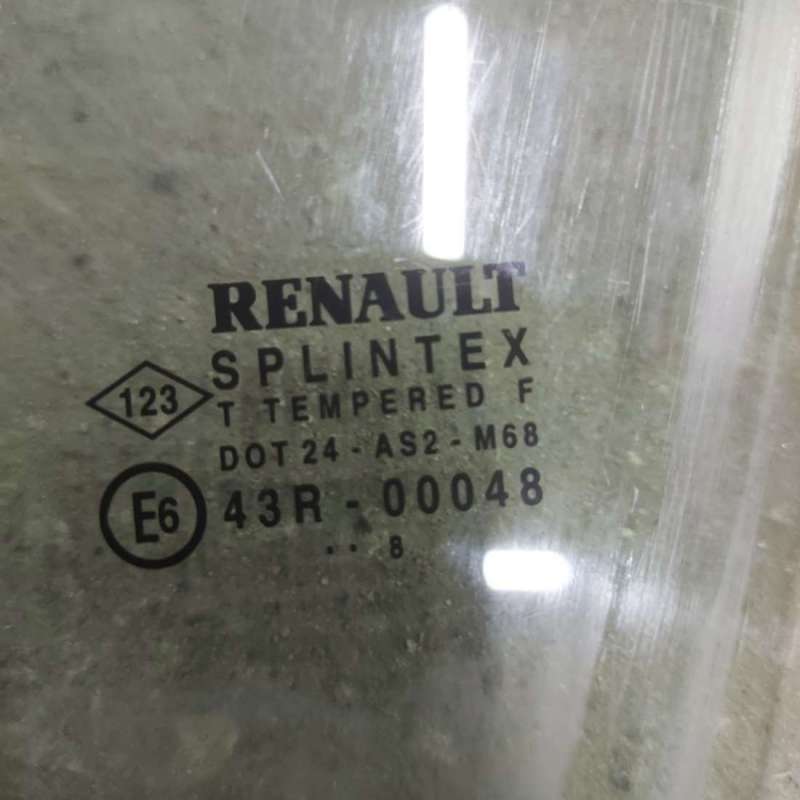 RENAULT
SPLINTEX
123
T TEMPERED F
DOT 24 - AS2 - M68
E6 43R - 00048
. . 8